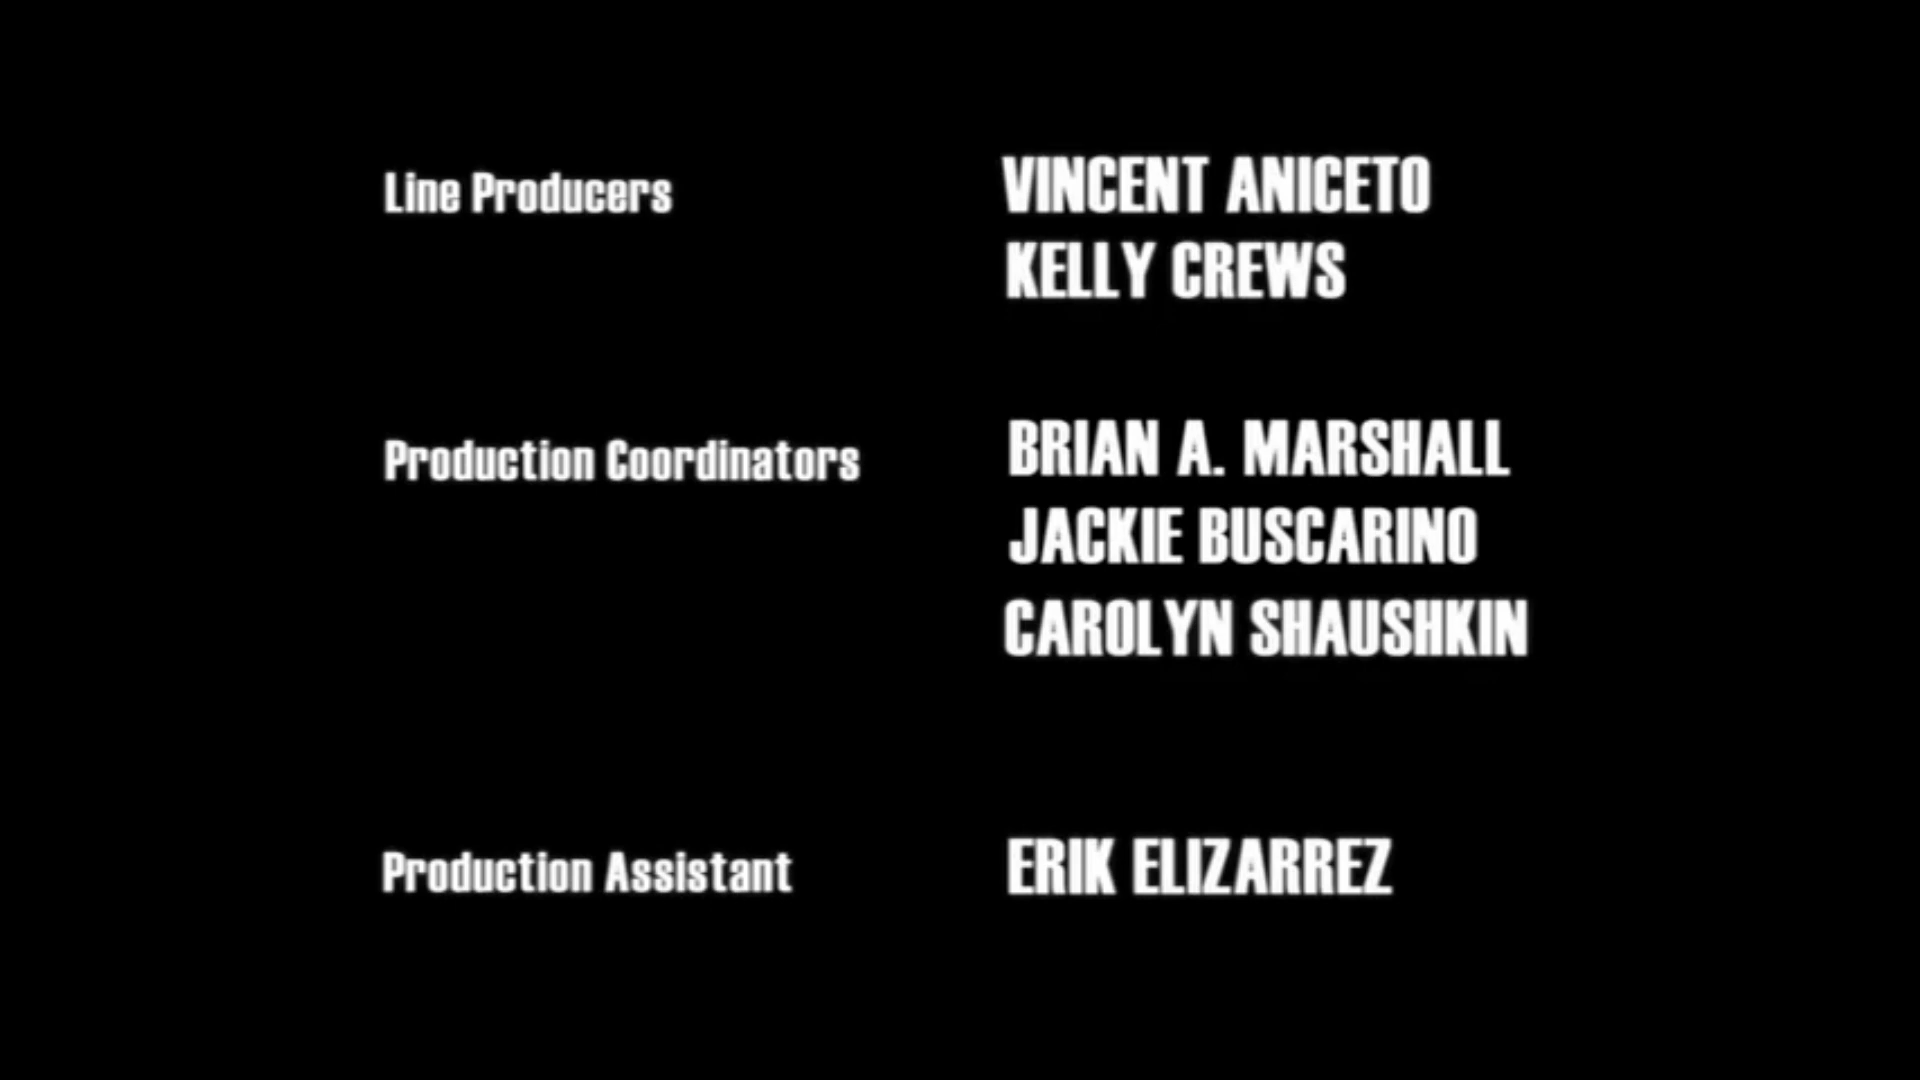 Line Producers VINCENT ANICETO
KELLY CREWS
Production Coordinators BRIAN A. MARSHALL
JACKIE BUSCARINO
CAROLYN SHAUSHKIN
Production Assistant ERIK ELIZARREZ